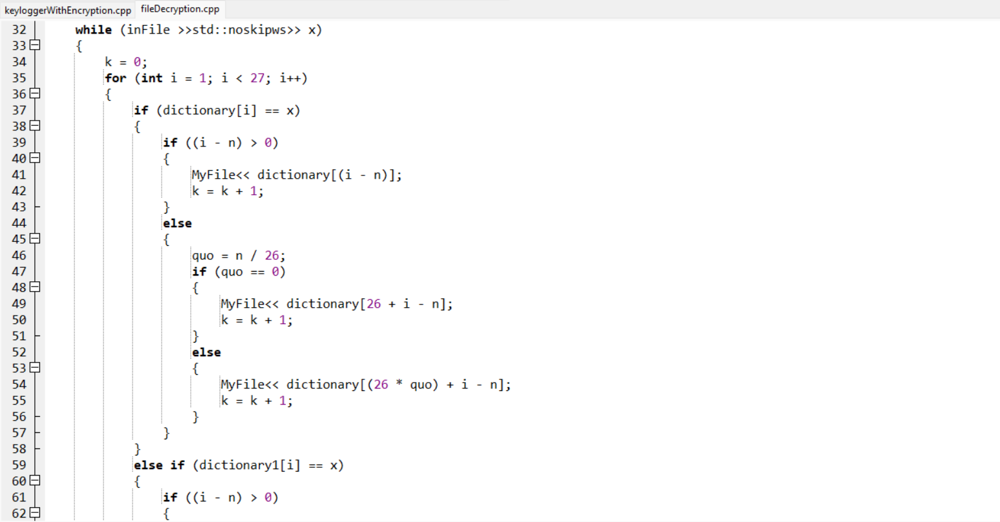 keyloggerWithEncryption.cpp fileDecryption.cpp
32 while (inFile >>std::noskipws>> x)
33 {
34 k = 0;
35 for (int i = 1; i < 27; i++)
36 {
37 if (dictionary[i] == x)
38 {
39 if ((i - n) > 0)
40 {
41 MyFile<< dictionary[(i - n)];
42 k = k + 1;
43 }
44 else
45 {
46 quo = n / 26;
47 if (quo == 0)
48 {
49 MyFile<< dictionary[26 + i - n];
50 k = k + 1;
51 }
52 else
53 {
54 MyFile<< dictionary[(26 * quo) + i - n];
55 k = k + 1;
56 }
57 }
58 }
59 else if (dictionary1[i] == x)
60 {
61 if ((i - n) > 0)
62 {